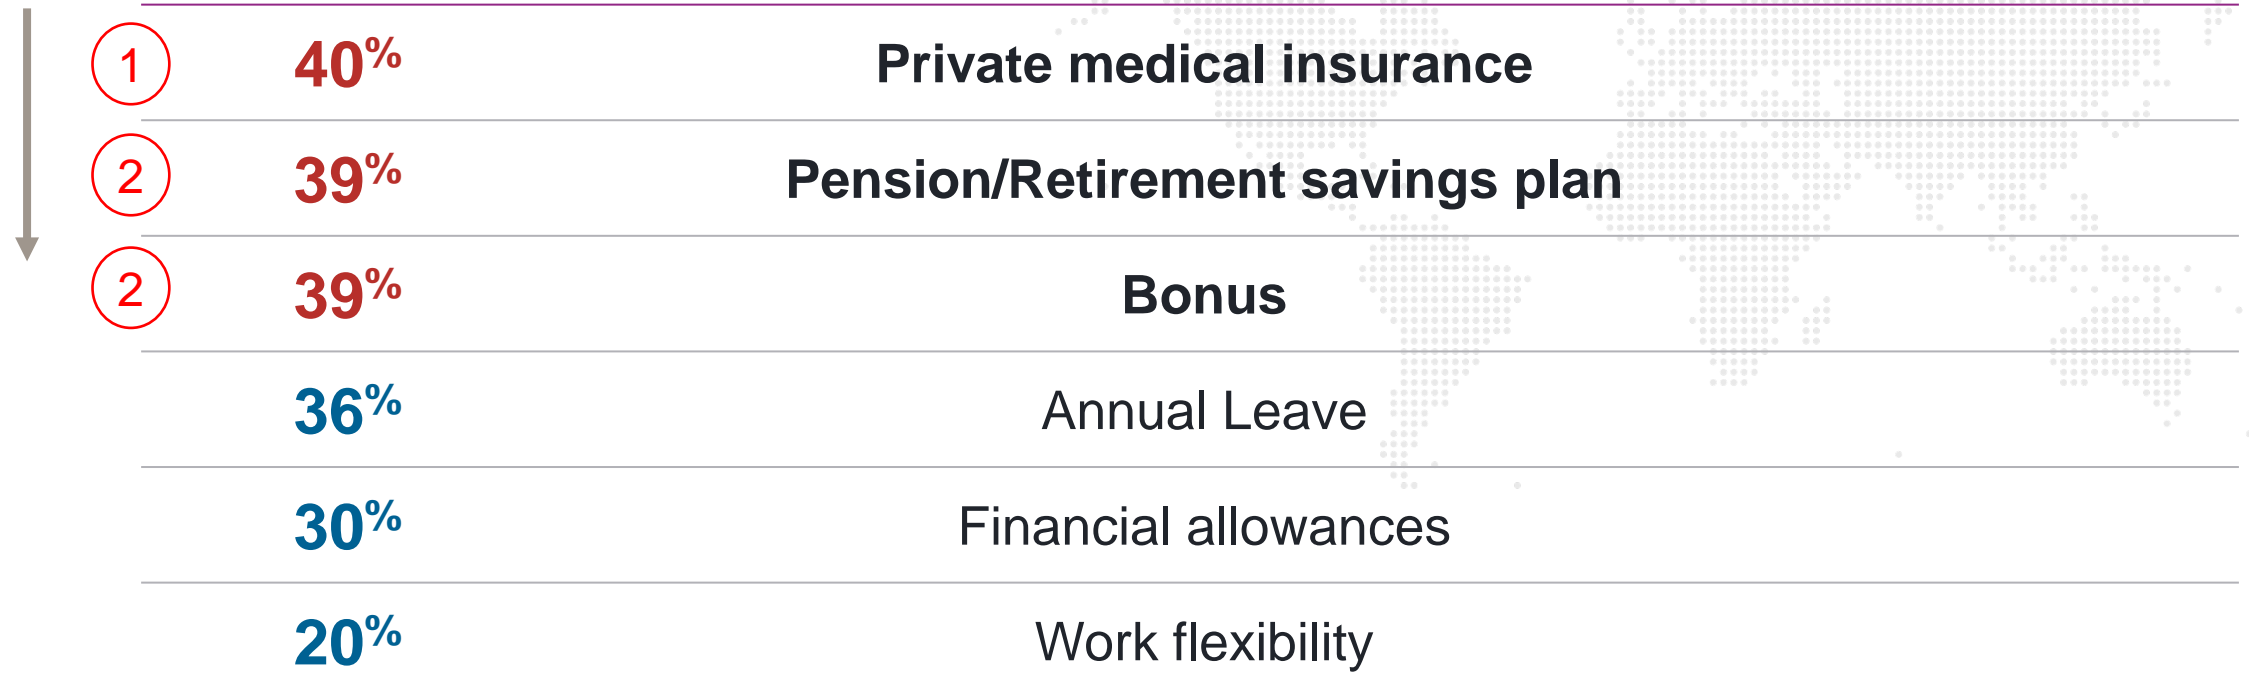 1 40% Private medical insurance
2 39% Pension/Retirement savings plan
2 39% Bonus
36% Annual Leave
30% Financial allowances
20% Work flexibility